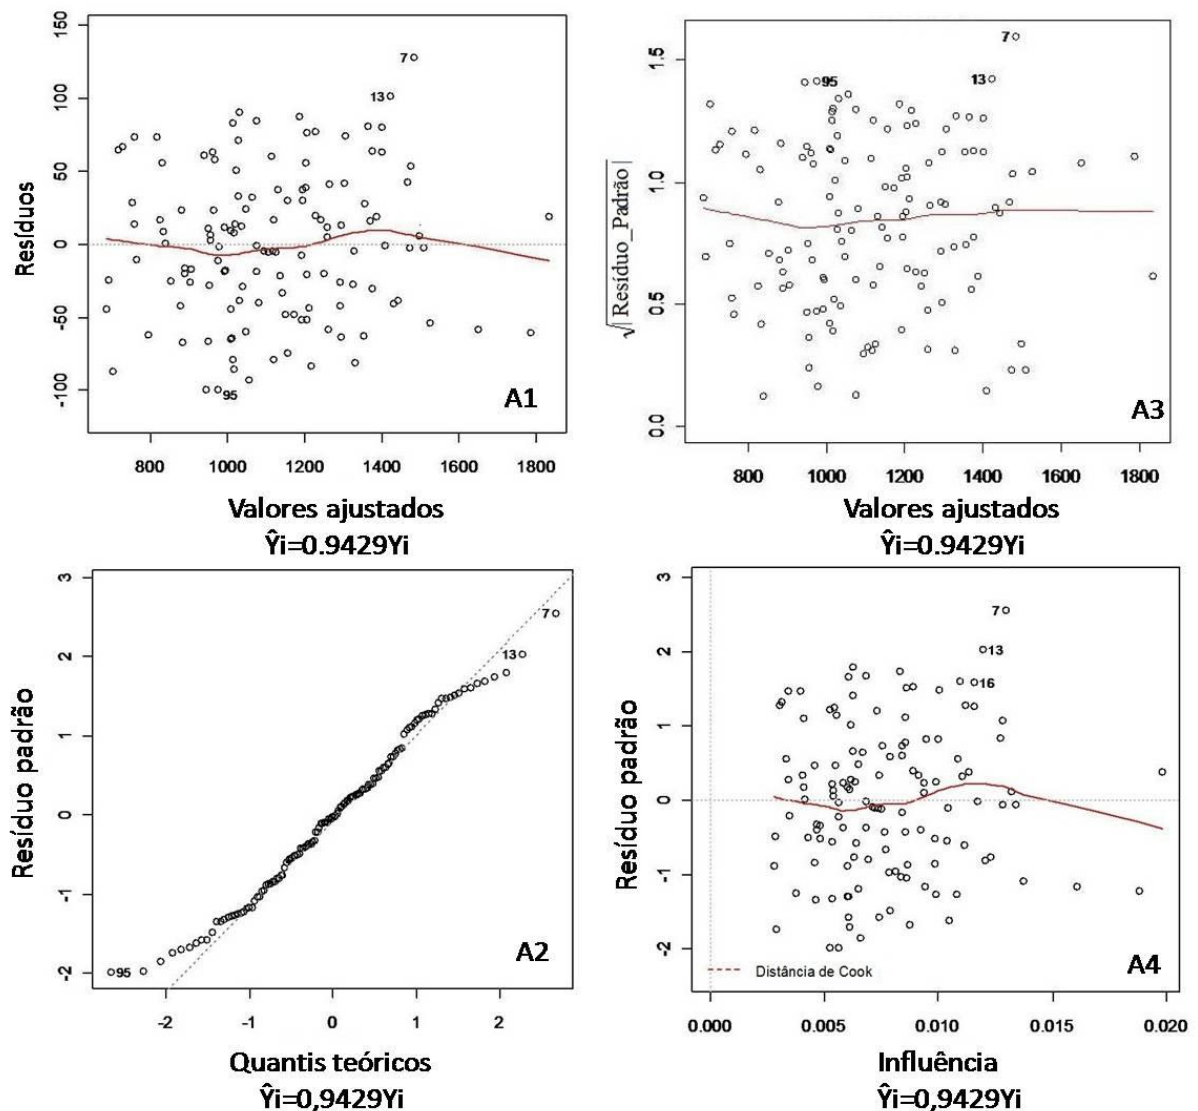 150
100
50
0
-50
-100
Resíduos
7
13
95
A1
800 1000 1200 1400 1600 1800
Valores ajustados
Ŷi=0.9429Yi
1.5
1.0
0.5
0.0
√|Resíduo_Padrão|
7
13
95
A3
800 1000 1200 1400 1600 1800
Valores ajustados
Ŷi=0.9429Yi
3
2
1
0
-1
-2
Resíduo padrão
7
13
95
A2
-2 -1 0 1 2
Quantis teóricos
Ŷi=0,9429Yi
3
2
1
0
-1
-2
Resíduo padrão
7
13
16
Distância de Cook
A4
0.000 0.005 0.010 0.015 0.020
Influência
Ŷi=0,9429Yi